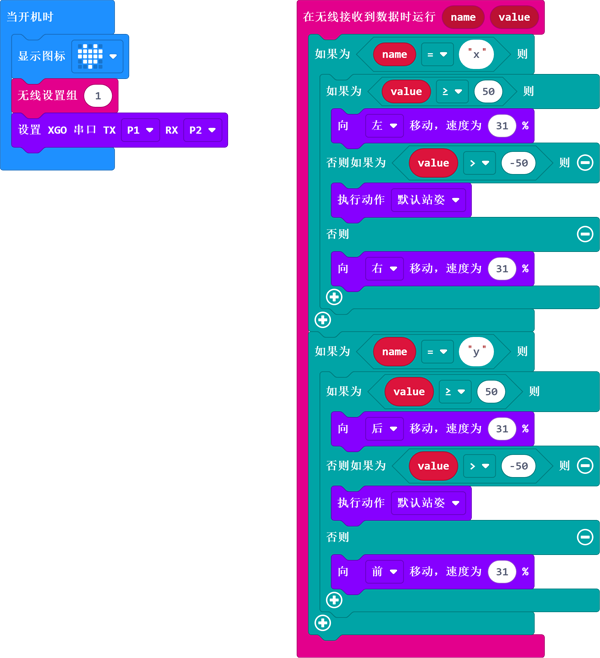 当开机时
显示图标
无线设置组 1
设置 XGO 串口 TX P1 RX P2
在无线接收到数据时运行 name value
如果为 name = "x" 则
如果为 value ≥ 50 则
向 左 移动，速度为 31 %
否则如果为 value > -50 则
执行动作 默认站姿
否则
向 右 移动，速度为 31 %
如果为 name = "y" 则
如果为 value ≥ 50 则
向 后 移动，速度为 31 %
否则如果为 value > -50 则
执行动作 默认站姿
否则
向 前 移动，速度为 31 %